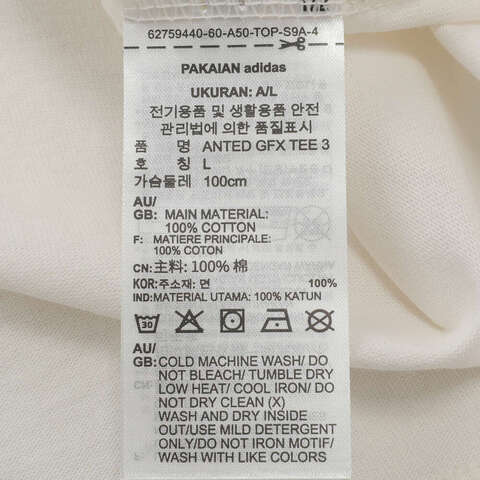 62759440-60-A50-TOP-S9A-4
PAKAIAN adidas
UKURAN: A/L
전기용품 및 생활용품 안전
관리법에 의한 품질표시
품 명 ANTED GFX TEE 3
호 칭 L
가슴둘레 100cm
AU/
GB: MAIN MATERIAL:
100% COTTON
F: MATIERE PRINCIPALE:
100% COTON
CN: 主料: 100% 棉
KOR: 주소재: 면 100%
IND: MATERIAL UTAMA: 100% KATUN
30
AU/
GB: COLD MACHINE WASH/ DO
NOT BLEACH/ TUMBLE DRY
LOW HEAT/ COOL IRON/ DO
NOT DRY CLEAN (X)
WASH AND DRY INSIDE
OUT/USE MILD DETERGENT
ONLY/DO NOT IRON MOTIF/
WASH WITH LIKE COLORS